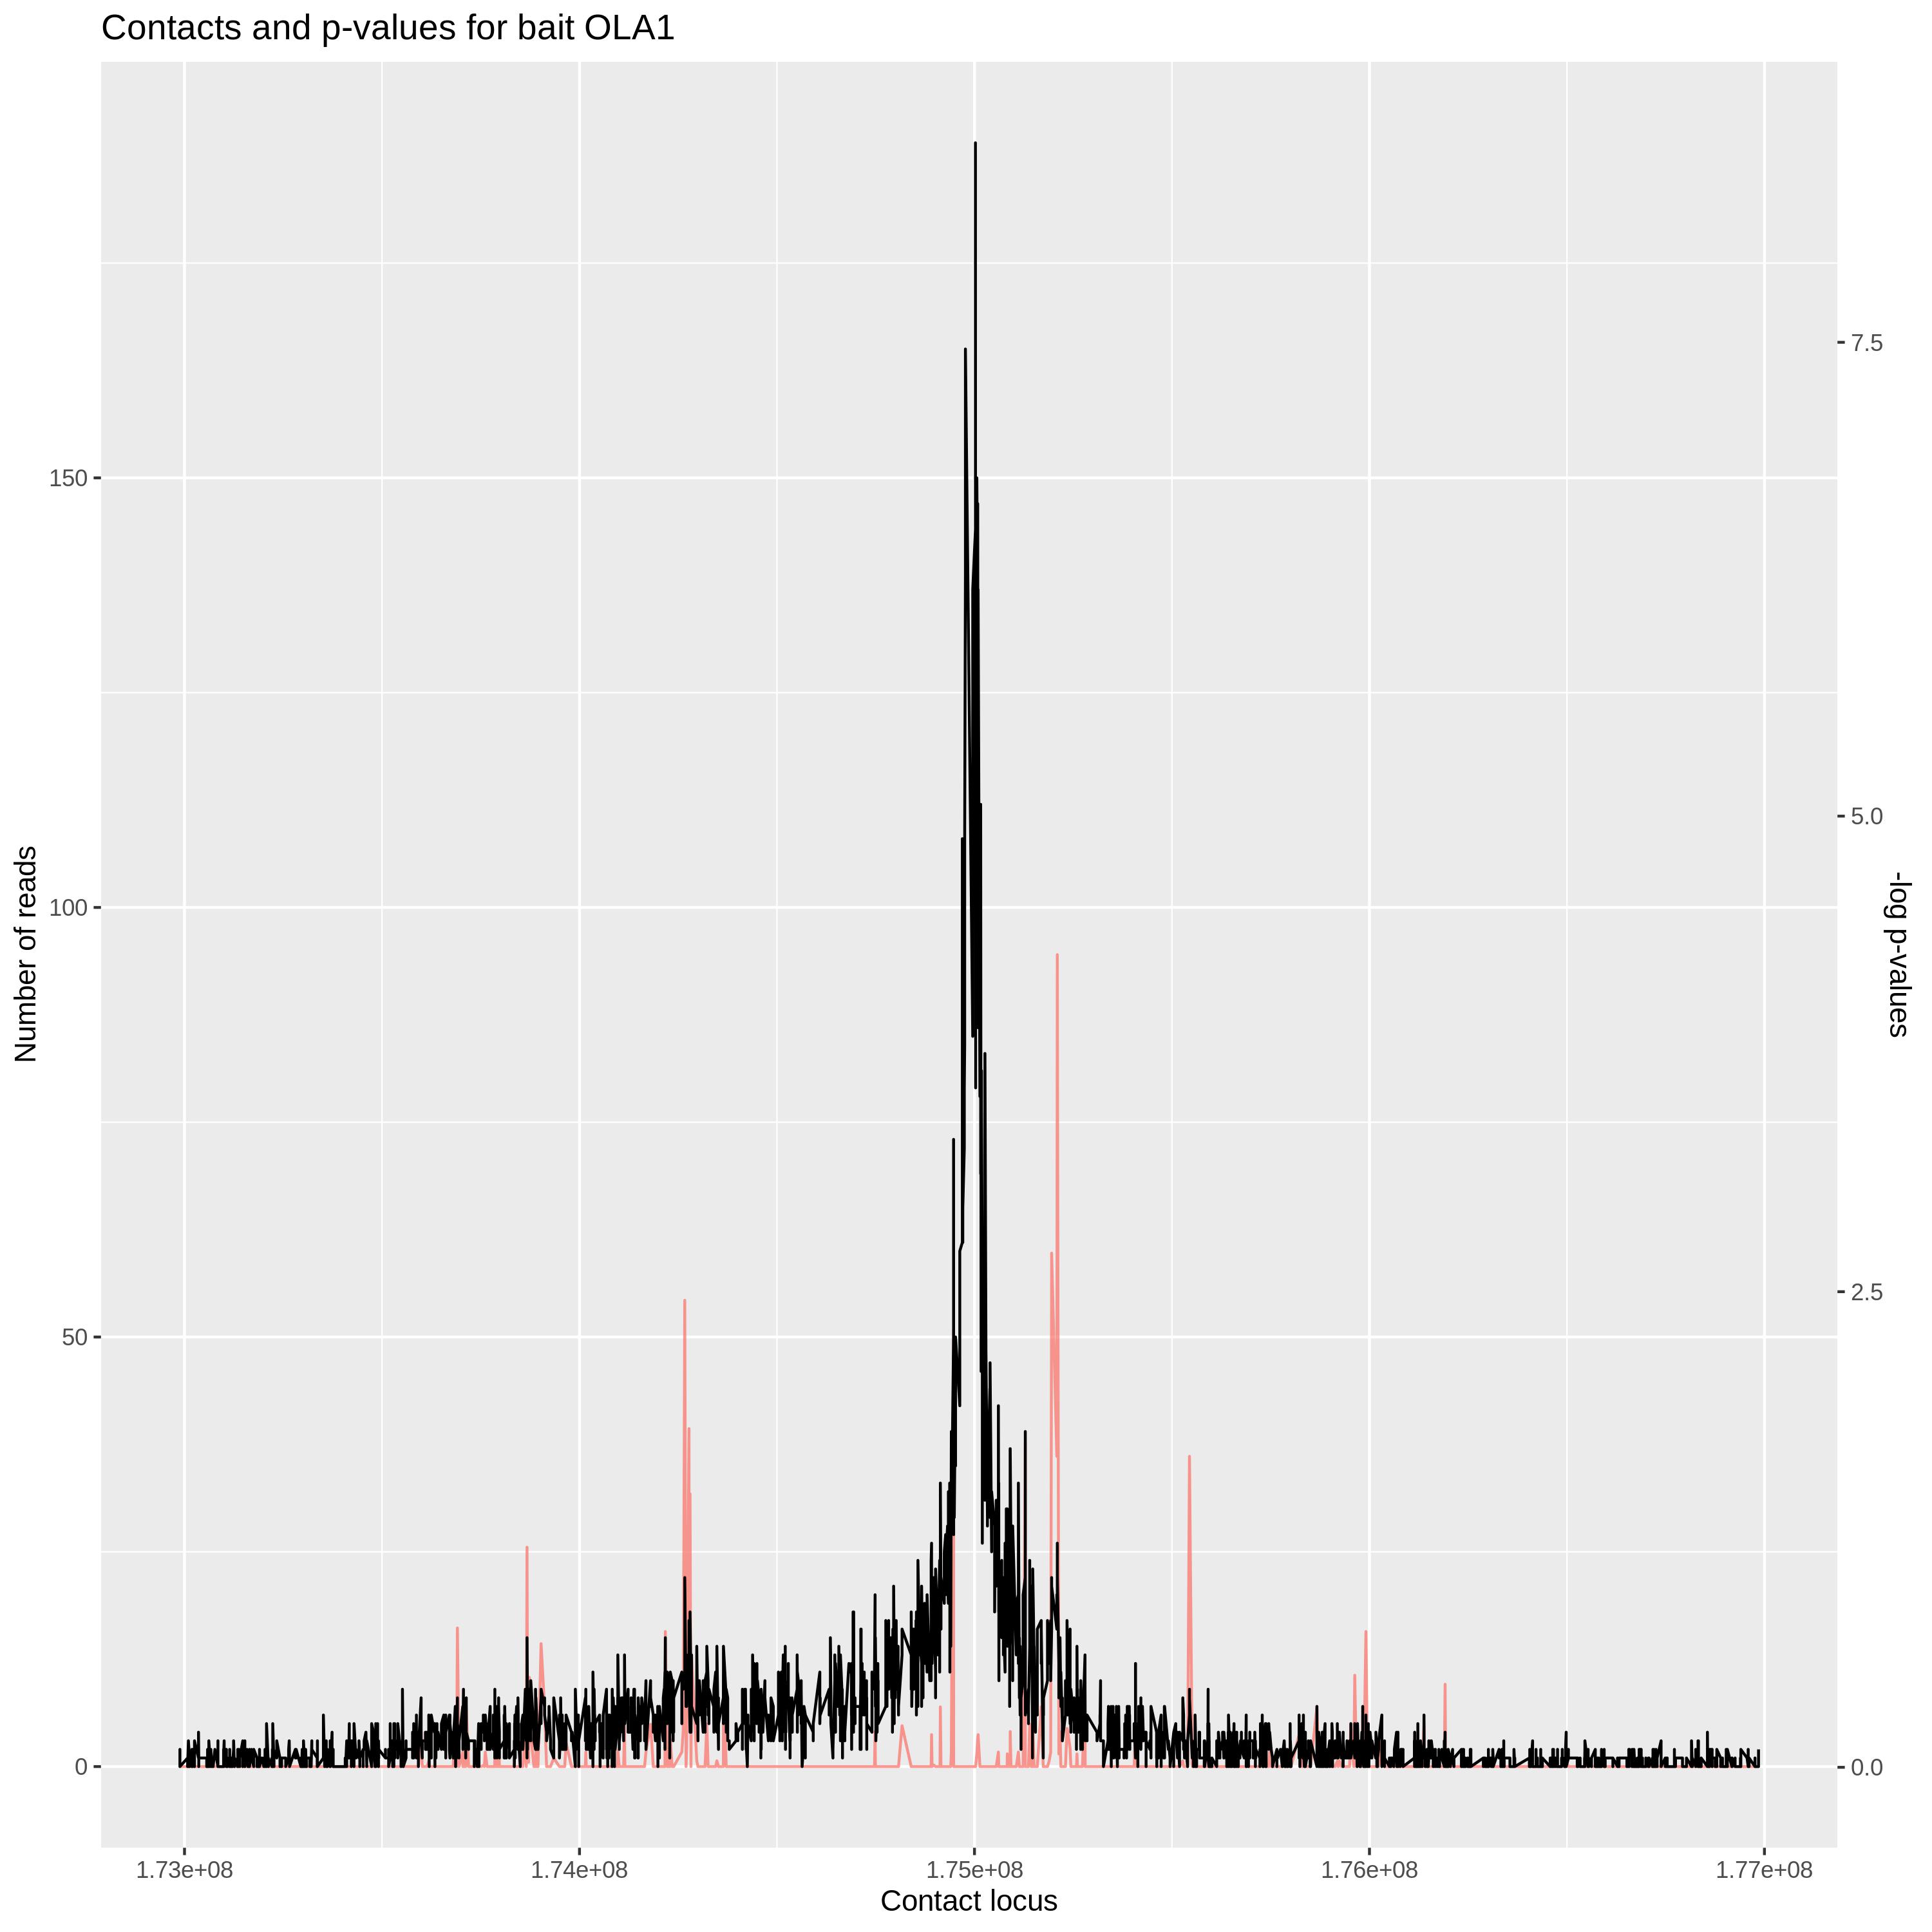 Contacts and p-values for bait OLA1
Number of reads
150
100
50
0
7.5
5.0
2.5
0.0
-log p-values
1.73e+08 1.74e+08 1.75e+08 1.76e+08 1.77e+08
Contact locus